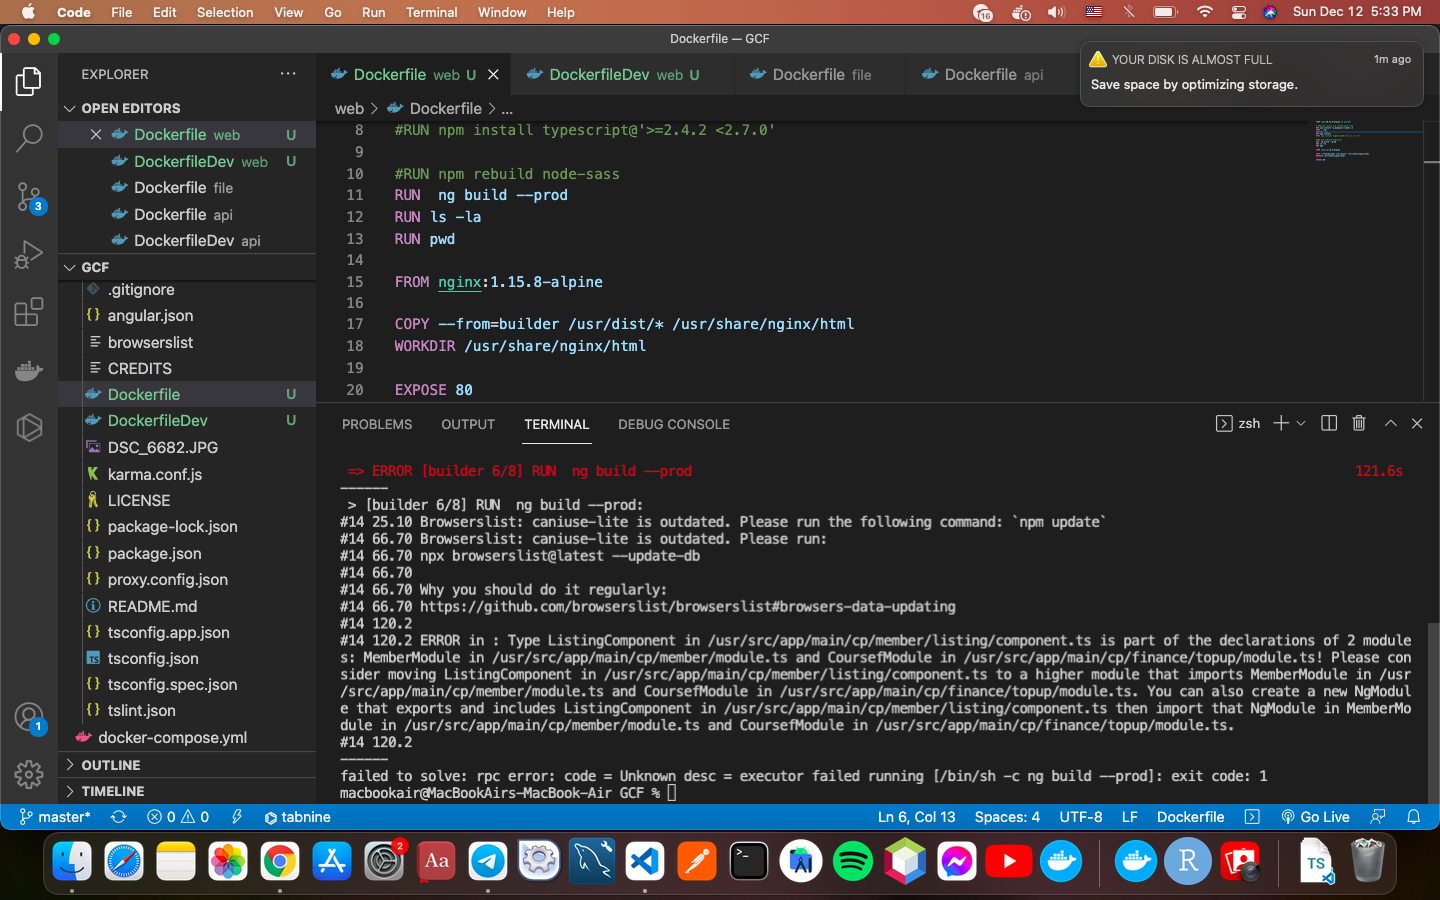 Code File Edit Selection View Go Run Terminal Window Help
16
Sun Dec 12 5:33 PM
Dockerfile — GCF
YOUR DISK IS ALMOST FULL
1m ago
Save space by optimizing storage.
EXPLORER
Dockerfile web U
DockerfileDev web U
Dockerfile file
Dockerfile api
OPEN EDITORS
Dockerfile web U
DockerfileDev web U
Dockerfile file
Dockerfile api
DockerfileDev api
GCF
.gitignore
{} angular.json
browserslist
CREDITS
Dockerfile U
DockerfileDev U
DSC_6682.JPG
karma.conf.js
LICENSE
{} package-lock.json
{} package.json
{} proxy.config.json
README.md
{} tsconfig.app.json
TS tsconfig.json
{} tsconfig.spec.json
{} tslint.json
docker-compose.yml
OUTLINE
TIMELINE
3
1
web > Dockerfile > ...
8 #RUN npm install typescript@'>=2.4.2 <2.7.0'
9
10 #RUN npm rebuild node-sass
11 RUN  ng build --prod
12 RUN ls -la
13 RUN pwd
14
15 FROM nginx:1.15.8-alpine
16
17 COPY --from=builder /usr/dist/* /usr/share/nginx/html
18 WORKDIR /usr/share/nginx/html
19
20 EXPOSE 80
PROBLEMS OUTPUT TERMINAL DEBUG CONSOLE
zsh
=> ERROR [builder 6/8] RUN  ng build --prod 121.6s
------
> [builder 6/8] RUN  ng build --prod:
#14 25.10 Browserslist: caniuse-lite is outdated. Please run the following command: `npm update`
#14 66.70 Browserslist: caniuse-lite is outdated. Please run:
#14 66.70 npx browserslist@latest --update-db
#14 66.70
#14 66.70 Why you should do it regularly:
#14 66.70 https://github.com/browserslist/browserslist#browsers-data-updating
#14 120.2
#14 120.2 ERROR in : Type ListingComponent in /usr/src/app/main/cp/member/listing/component.ts is part of the declarations of 2 module
s: MemberModule in /usr/src/app/main/cp/member/module.ts and CoursefModule in /usr/src/app/main/cp/finance/topup/module.ts! Please con
sider moving ListingComponent in /usr/src/app/main/cp/member/listing/component.ts to a higher module that imports MemberModule in /usr
/src/app/main/cp/member/module.ts and CoursefModule in /usr/src/app/main/cp/finance/topup/module.ts. You can also create a new NgModul
e that exports and includes ListingComponent in /usr/src/app/main/cp/member/listing/component.ts then import that NgModule in MemberMo
dule in /usr/src/app/main/cp/member/module.ts and CoursefModule in /usr/src/app/main/cp/finance/topup/module.ts.
#14 120.2
------
failed to solve: rpc error: code = Unknown desc = executor failed running [/bin/sh -c ng build --prod]: exit code: 1
macbookair@MacBookAirs-MacBook-Air GCF %
master* 0 0 tabnine Ln 6, Col 13 Spaces: 4 UTF-8 LF Dockerfile Go Live
2
Aa
R
TS